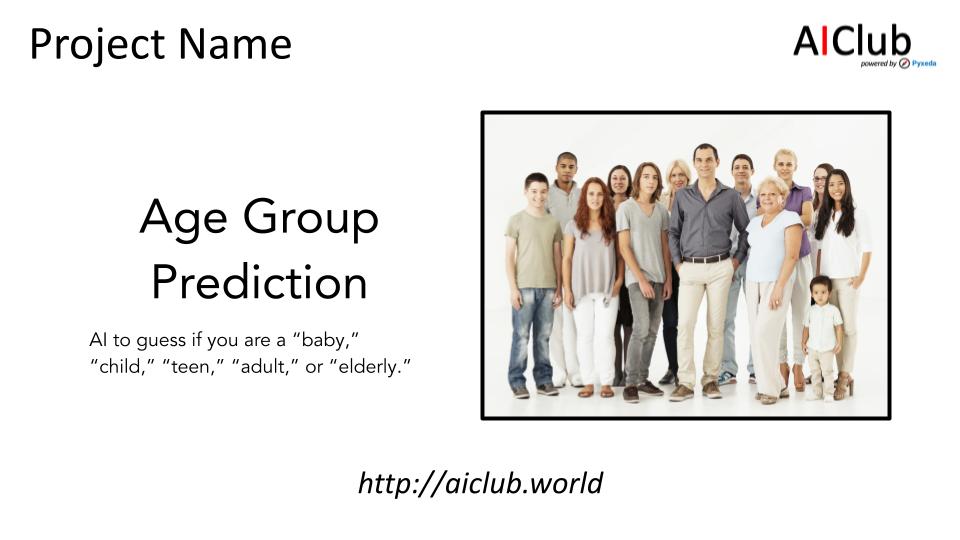 Project Name
AIClub
powered by Pyxeda
Age Group
Prediction
AI to guess if you are a “baby,”
“child,” “teen,” “adult,” or “elderly.”
http://aiclub.world